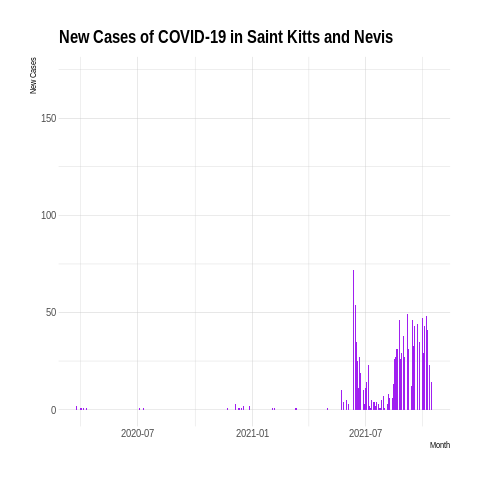 New Cases of COVID-19 in Saint Kitts and Nevis
New Cases
150
100
50
0
2020-07
2021-01
2021-07
Month